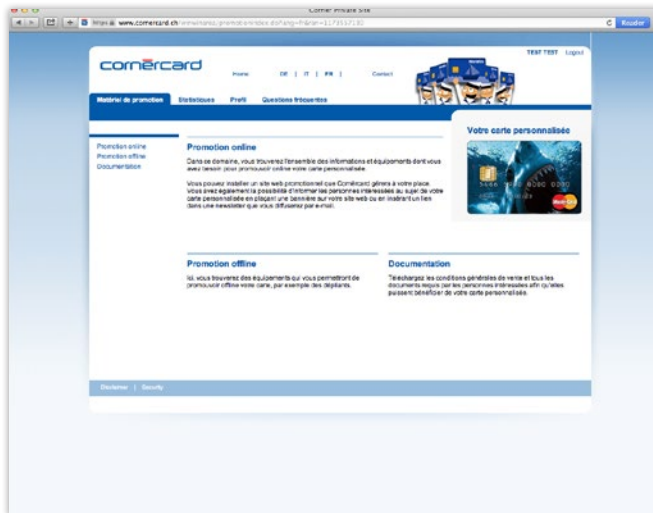 Corner Private Site
www.cornercard.ch
Reader
TEST TEST Logout
cornèrcard
Home DE | IT | FR | Contact
Matériel de promotion Statistiques Profil Questions fréquentes
Votre carte personnalisée
Promotion online
Promotion offline
Documentation
Promotion online
Dans ce domaine, vous trouverez l'ensemble des informations et équipements dont vous
avez besoin pour promouvoir online votre carte personnalisée.
Vous pouvez installer un site web promotionnel que Cornèrcard gérera à votre place.
Vous avez également la possibilité d'informer les personnes intéressées au sujet de votre
carte personnalisée en plaçant une bannière sur votre site web ou en insérant un lien
dans une newsletter que vous diffuserez par e-mail.
MasterCard
Promotion offline
Ici, vous trouverez des équipements qui vous permettront de
promouvoir offline votre carte, par exemple des dépliants.
Documentation
Téléchargez les conditions générales de vente et tous les
documents requis par les personnes intéressées afin qu'elles
puissent bénéficier de votre carte personnalisée.
Disclaimer | Security